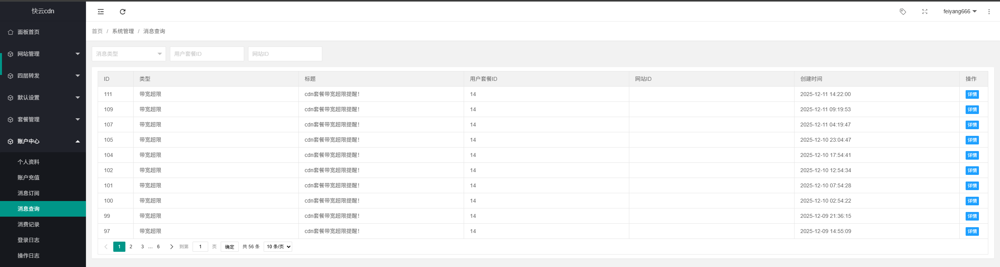 快云cdn
feiyang666
面板首页
网站管理
四层转发
默认设置
套餐管理
账户中心
个人资料
账户充值
消息订阅
消息查询
消费记录
登录日志
操作日志
首页 / 系统管理 / 消息查询
消息类型 用户套餐ID 网站ID
ID 类型 标题 用户套餐ID 网站ID 创建时间 操作
111 带宽超限 cdn套餐带宽超限提醒! 14 2025-12-11 14:22:00 详情
109 带宽超限 cdn套餐带宽超限提醒! 14 2025-12-11 09:19:53 详情
107 带宽超限 cdn套餐带宽超限提醒! 14 2025-12-11 04:19:47 详情
105 带宽超限 cdn套餐带宽超限提醒! 14 2025-12-10 23:04:47 详情
104 带宽超限 cdn套餐带宽超限提醒! 14 2025-12-10 17:54:41 详情
102 带宽超限 cdn套餐带宽超限提醒! 14 2025-12-10 12:54:34 详情
101 带宽超限 cdn套餐带宽超限提醒! 14 2025-12-10 07:54:28 详情
100 带宽超限 cdn套餐带宽超限提醒! 14 2025-12-10 02:54:22 详情
99 带宽超限 cdn套餐带宽超限提醒! 14 2025-12-09 21:36:15 详情
97 带宽超限 cdn套餐带宽超限提醒! 14 2025-12-09 14:55:09 详情
1 2 3 … 6 到第 1 页 确定 共 56 条 10 条/页